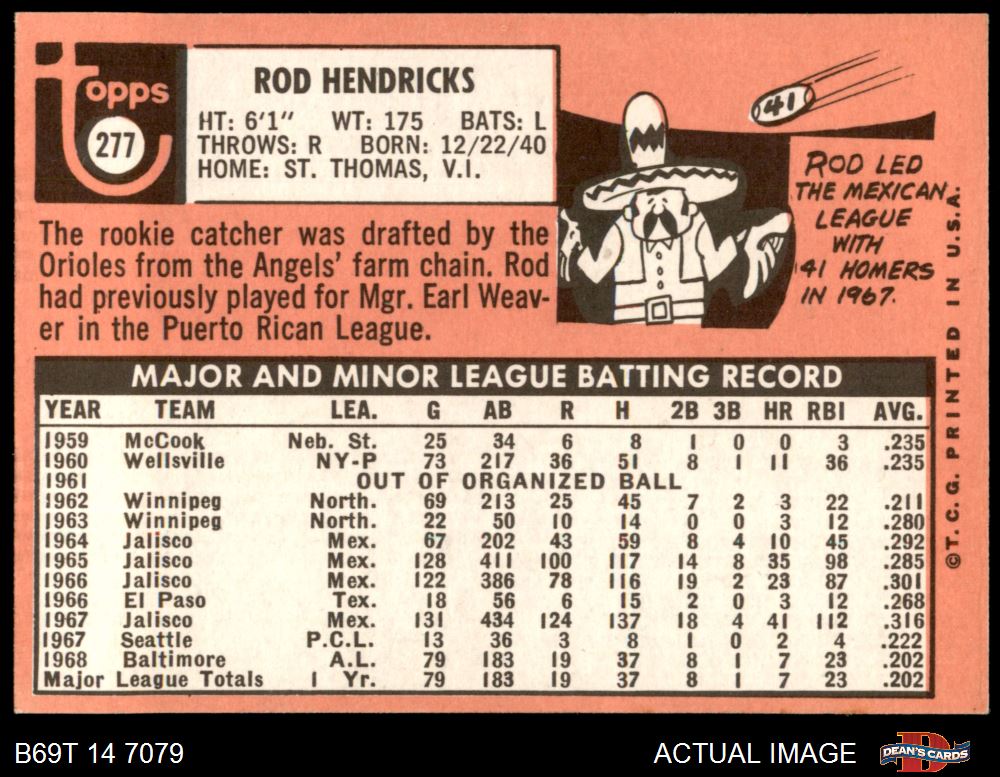 topps
277
ROD HENDRICKS
HT: 6'1" WT: 175 BATS: L
THROWS: R BORN: 12/22/40
HOME: ST. THOMAS, V.I.
The rookie catcher was drafted by the
Orioles from the Angels' farm chain. Rod
had previously played for Mgr. Earl Weav-
er in the Puerto Rican League.
41
ROD LED
THE MEXICAN
LEAGUE
WITH
41 HOMERS
IN 1967.
MAJOR AND MINOR LEAGUE BATTING RECORD
YEAR TEAM LEA. G AB R H 2B 3B HR RBI AVG.
1959 McCook Neb. St. 25 34 6 8 1 0 0 3 .235
1960 Wellsville NY-P 73 217 36 51 8 1 11 36 .235
1961 OUT OF ORGANIZED BALL
1962 Winnipeg North. 69 213 25 45 7 2 3 22 .211
1963 Winnipeg North. 22 50 10 14 0 0 3 12 .280
1964 Jalisco Mex. 67 202 43 59 8 4 10 45 .292
1965 Jalisco Mex. 128 411 100 117 14 8 35 98 .285
1966 Jalisco Mex. 122 386 78 116 19 2 23 87 .301
1966 El Paso Tex. 18 56 6 15 2 0 3 12 .268
1967 Jalisco Mex. 131 434 124 137 18 4 41 112 .316
1967 Seattle P.C.L. 13 36 3 8 1 0 2 4 .222
1968 Baltimore A.L. 79 183 19 37 8 1 7 23 .202
Major League Totals 1 Yr. 79 183 19 37 8 1 7 23 .202
©T. C. G. PRINTED IN U.S.A.
B69T 14 7079
ACTUAL IMAGE
DEAN'S CARDS